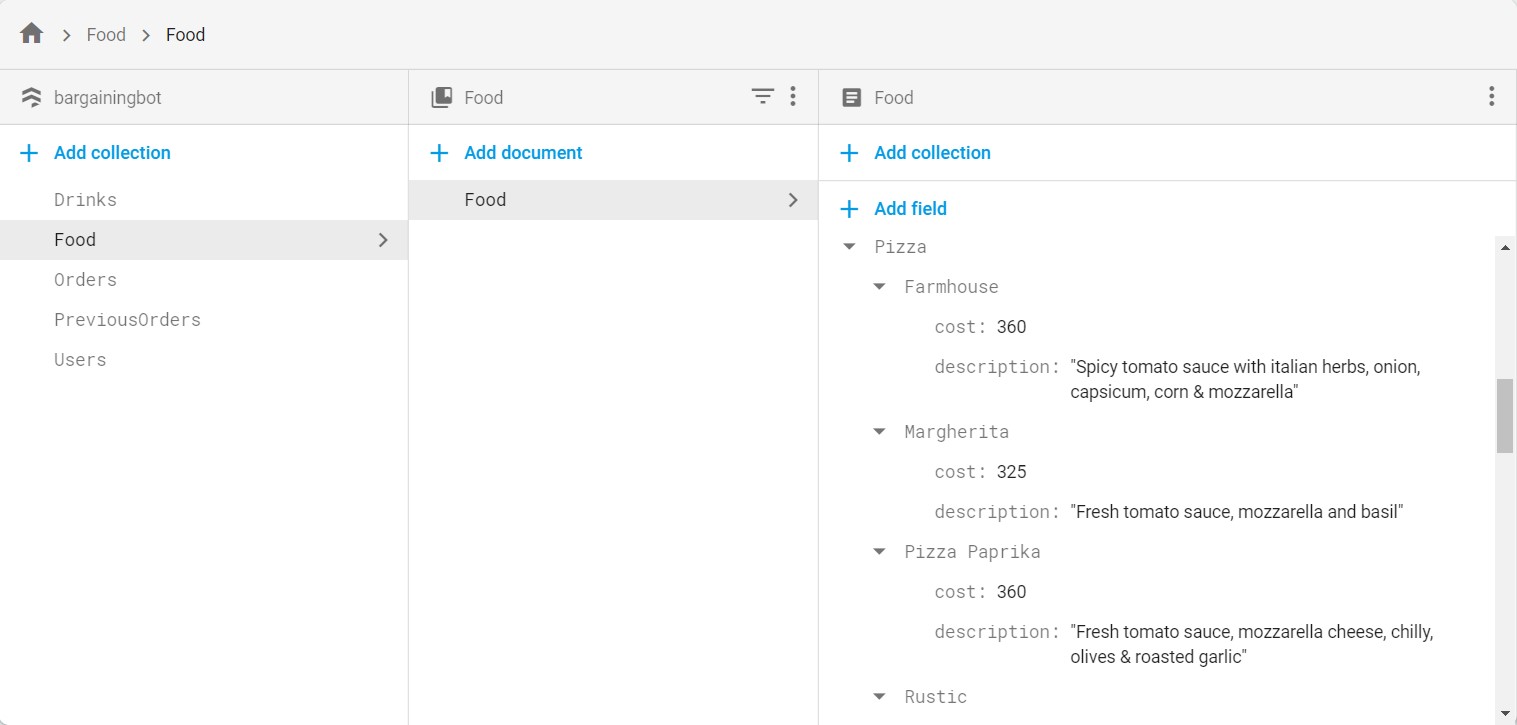 Food > Food
bargainingbot
Food
Food
+ Add collection
Drinks
Food
Orders
PreviousOrders
Users
+ Add document
Food
+ Add collection
+ Add field
Pizza
Farmhouse
cost: 360
description: "Spicy tomato sauce with italian herbs, onion,
capsicum, corn & mozzarella"
Margherita
cost: 325
description: "Fresh tomato sauce, mozzarella and basil"
Pizza Paprika
cost: 360
description: "Fresh tomato sauce, mozzarella cheese, chilly,
olives & roasted garlic"
Rustic